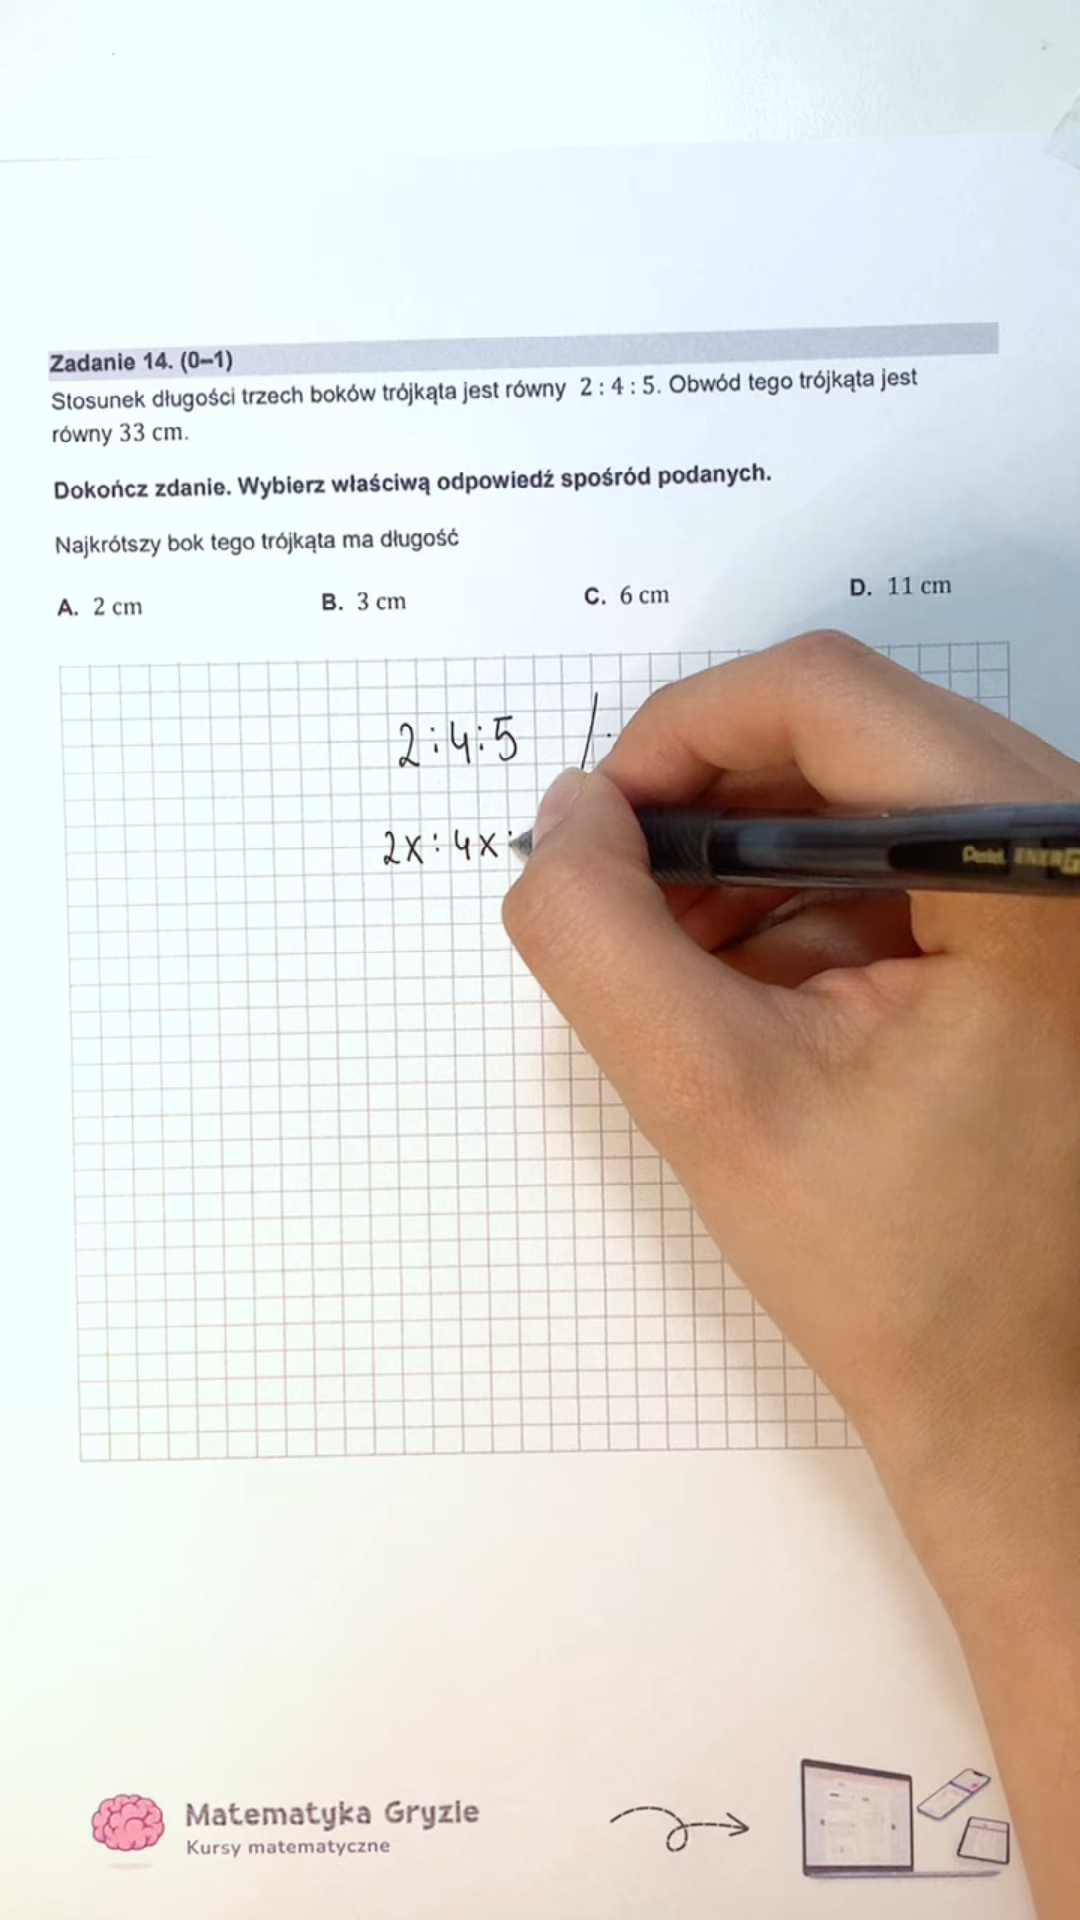 Zadanie 14. (0–1)
Stosunek długości trzech boków trójkąta jest równy 2 : 4 : 5. Obwód tego trójkąta jest
równy 33 cm.
Dokończ zdanie. Wybierz właściwą odpowiedź spośród podanych.
Najkrótszy bok tego trójkąta ma długość
A. 2 cm B. 3 cm C. 6 cm D. 11 cm
2:4:5 /·
2x:4x:
Pentel ENERG
Matematyka Gryzie
Kursy matematyczne